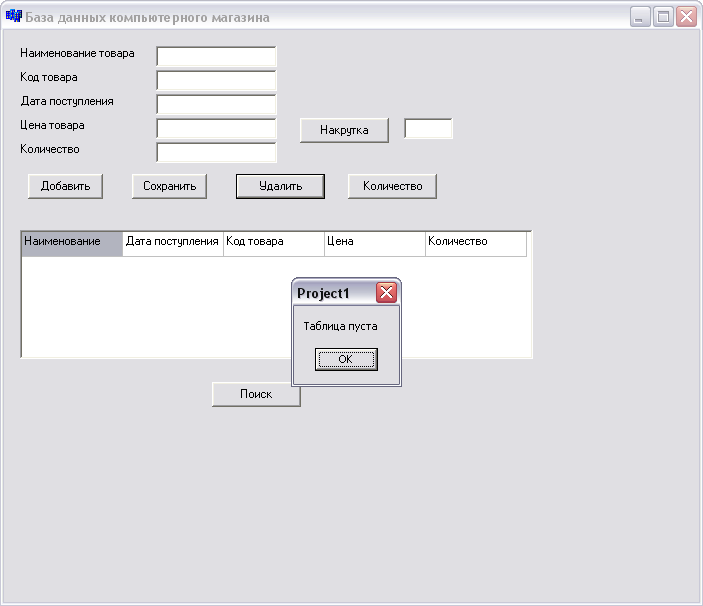 База данных компьютерного магазина
Наименование товара
Код товара
Дата поступления
Цена товара
Накрутка
Количество
Добавить Сохранить Удалить Количество
Наименование Дата поступления Код товара Цена Количество
Project1
Таблица пуста
OK
Поиск